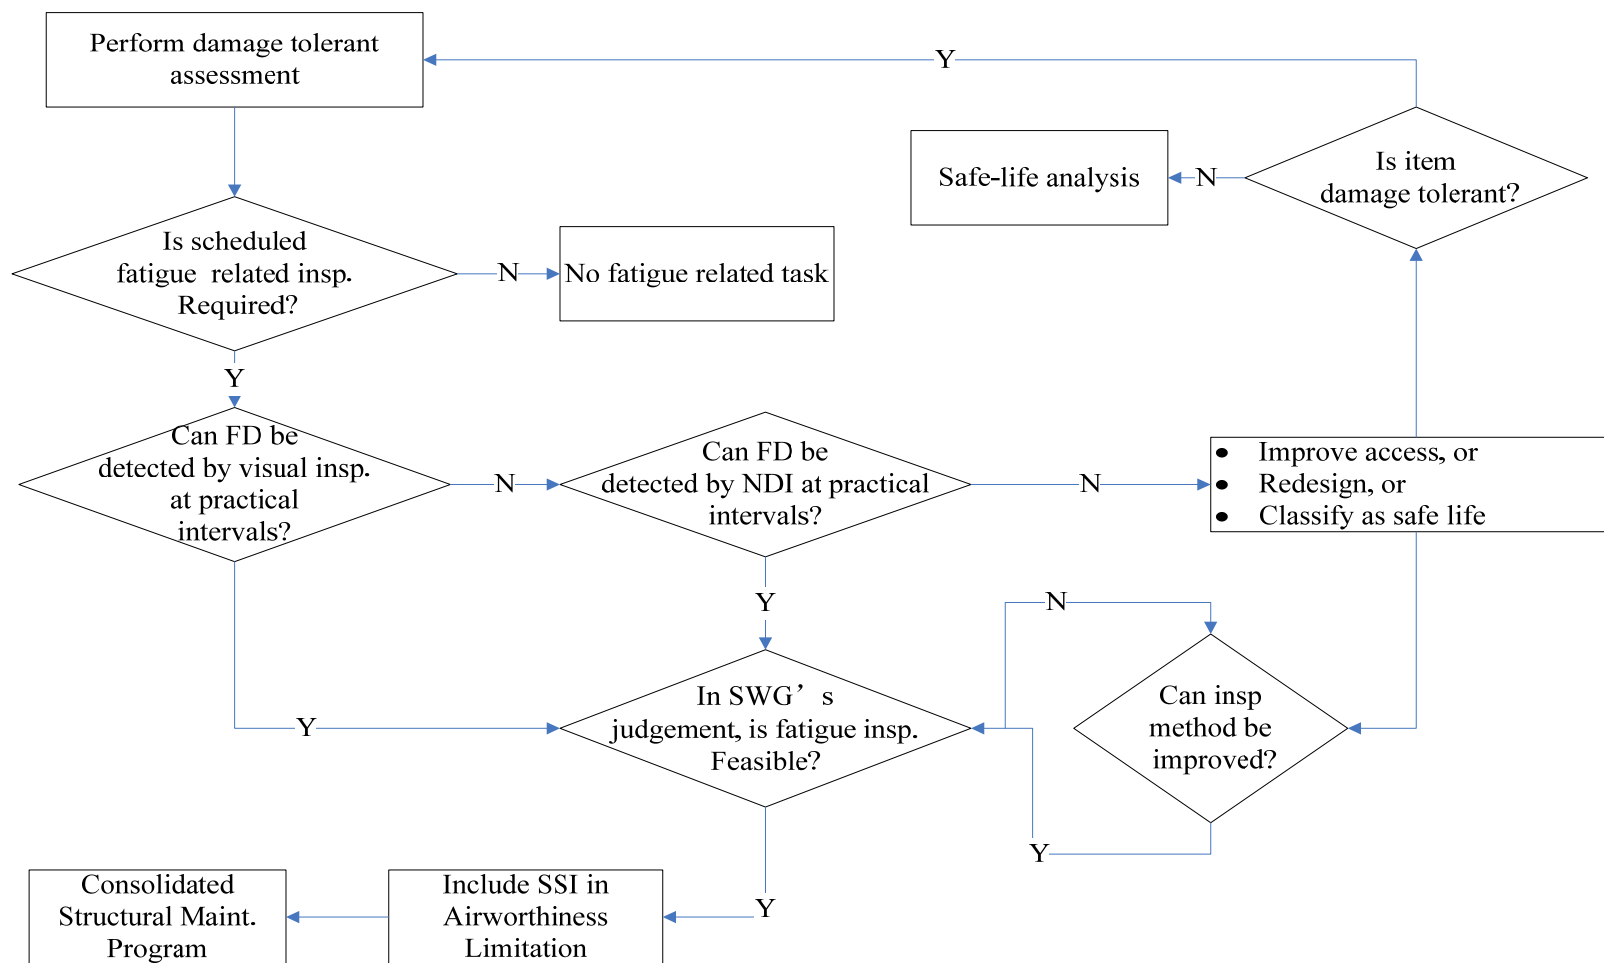 Perform damage tolerant
assessment
Y
Is item
damage tolerant?
N
Safe-life analysis
Is scheduled
fatigue related insp.
Required?
N
No fatigue related task
Y
Can FD be
detected by visual insp.
at practical
intervals?
N
Can FD be
detected by NDI at practical
intervals?
N
• Improve access, or
• Redesign, or
• Classify as safe life
Y
N
Y
In SWG’s
judgement, is fatigue insp.
Feasible?
Can insp
method be
improved?
Y
Y
Include SSI in
Airworthiness
Limitation
Consolidated
Structural Maint.
Program